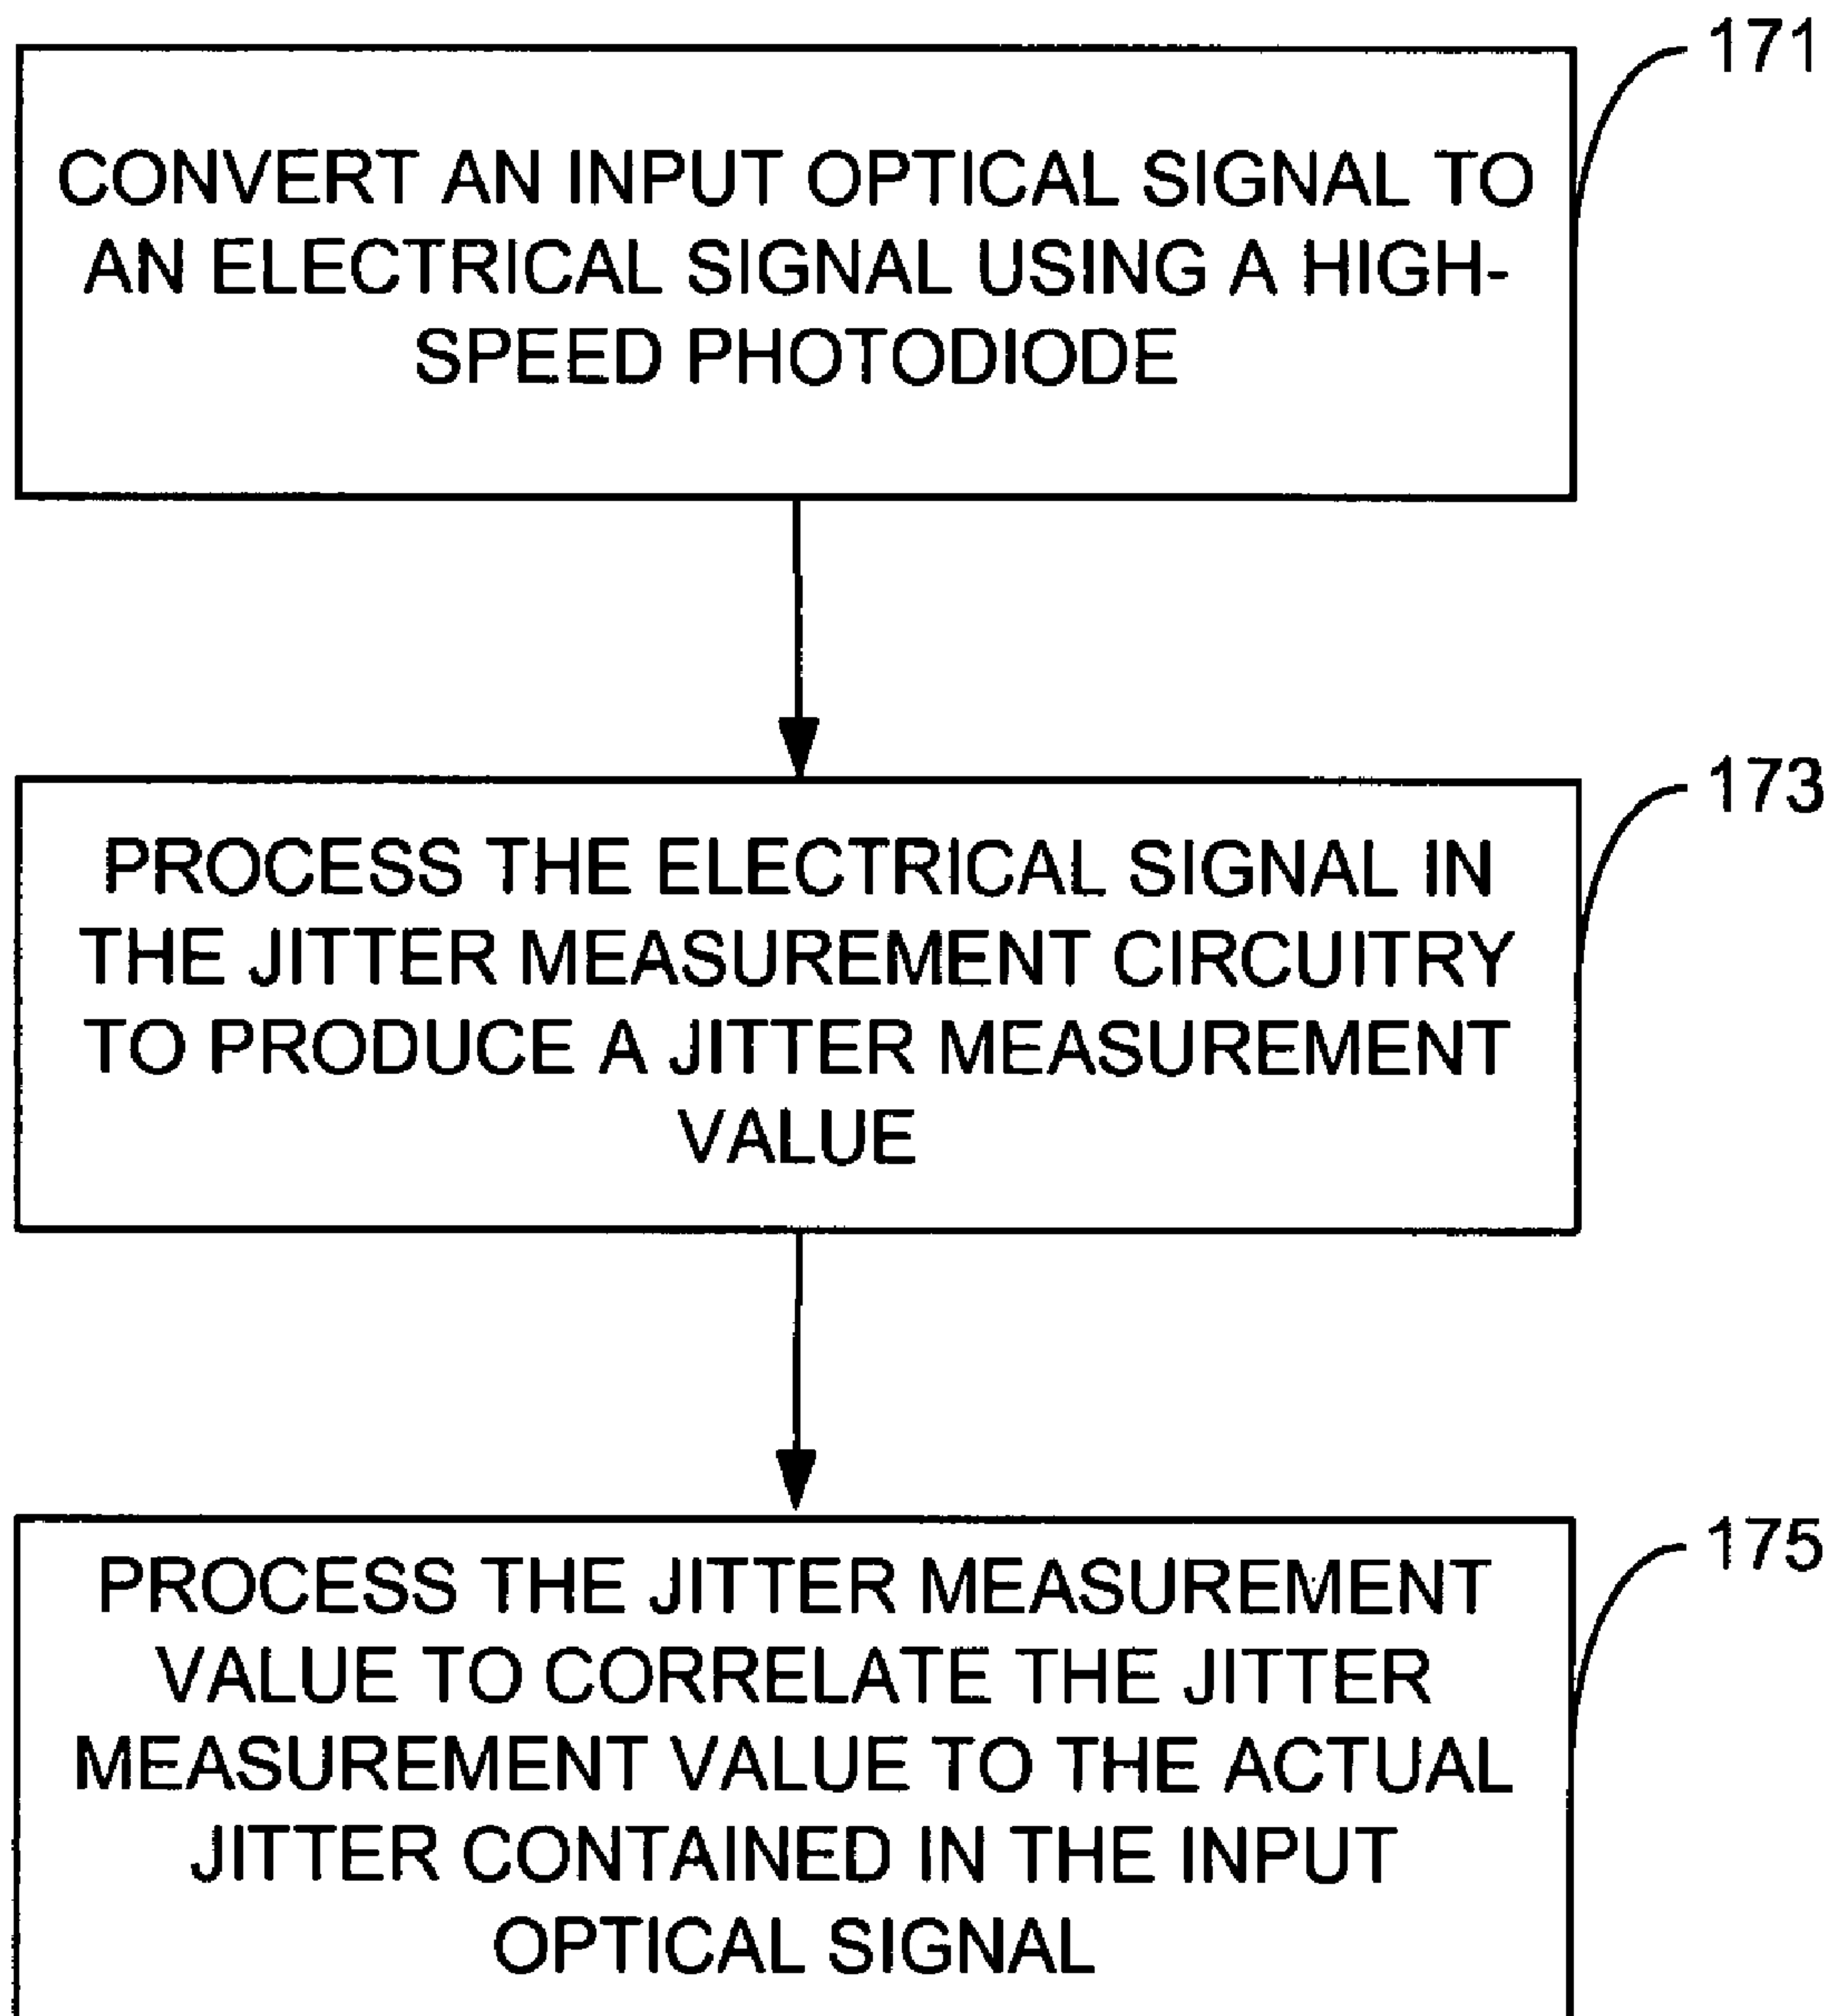 171
CONVERT AN INPUT OPTICAL SIGNAL TO
AN ELECTRICAL SIGNAL USING A HIGH-
SPEED PHOTODIODE
173
PROCESS THE ELECTRICAL SIGNAL IN
THE JITTER MEASUREMENT CIRCUITRY
TO PRODUCE A JITTER MEASUREMENT
VALUE
175
PROCESS THE JITTER MEASUREMENT
VALUE TO CORRELATE THE JITTER
MEASUREMENT VALUE TO THE ACTUAL
JITTER CONTAINED IN THE INPUT
OPTICAL SIGNAL